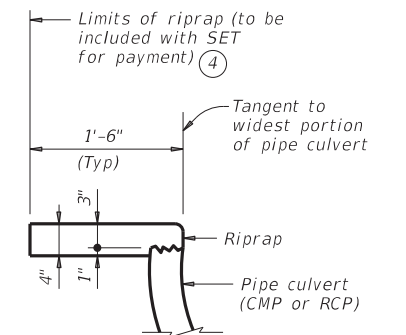 Limits of riprap (to be
included with SET
for payment) 4
Tangent to
widest portion
of pipe culvert
1'-6"
(Typ)
3"
Riprap
4"
1"
Pipe culvert
(CMP or RCP)